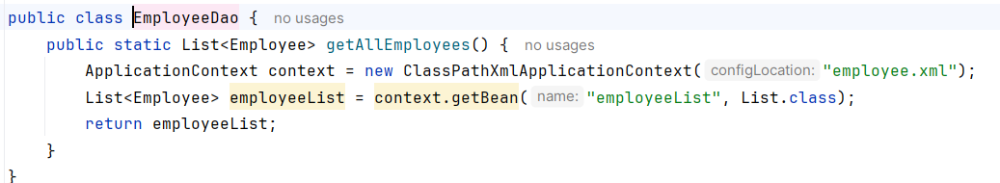 public class EmployeeDao { no usages
public static List<Employee> getAllEmployees() { no usages
ApplicationContext context = new ClassPathXmlApplicationContext( configLocation: "employee.xml");
List<Employee> employeeList = context.getBean( name: "employeeList", List.class);
return employeeList;
}
}